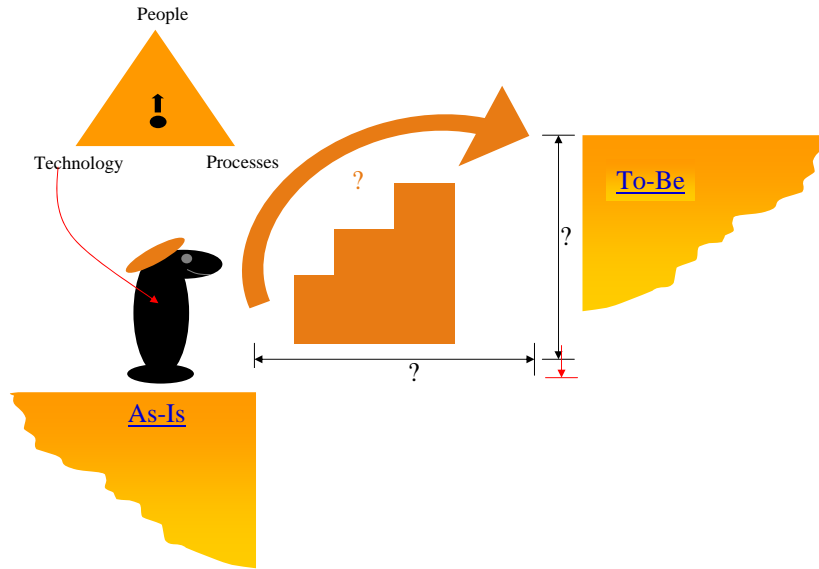 People
Technology
Processes
?
To-Be
?
?
As-Is